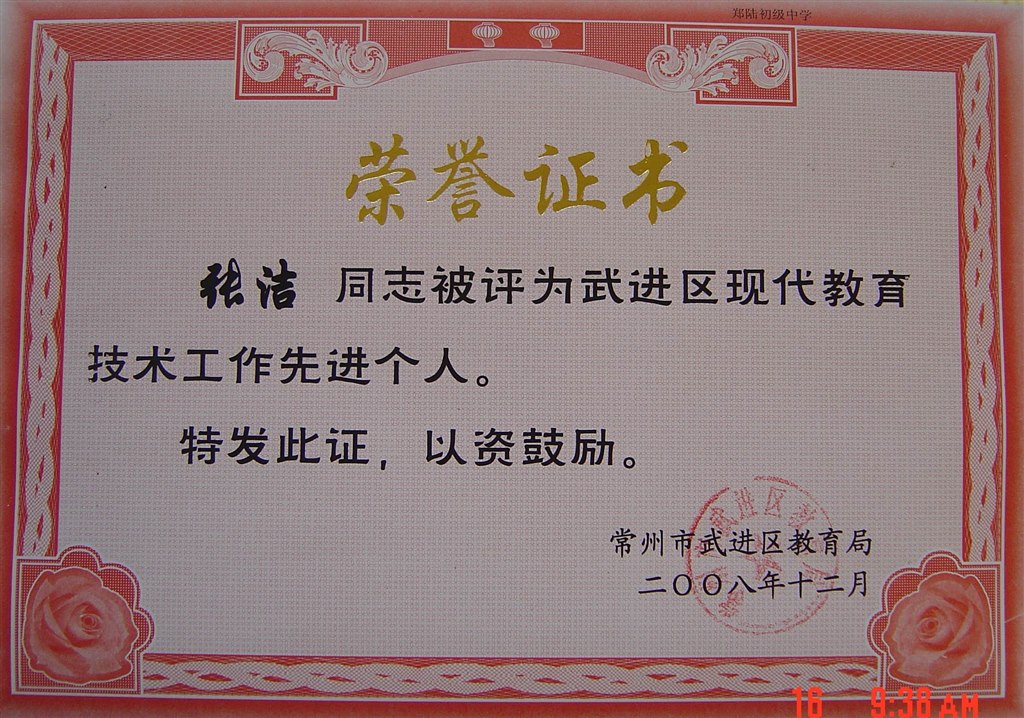 郑陆初级中学
荣誉证书
张洁 同志被评为武进区现代教育
技术工作先进个人。
特发此证，以资鼓励。
常州市武进区教育局
二〇〇八年十二月
16 9:38 AM